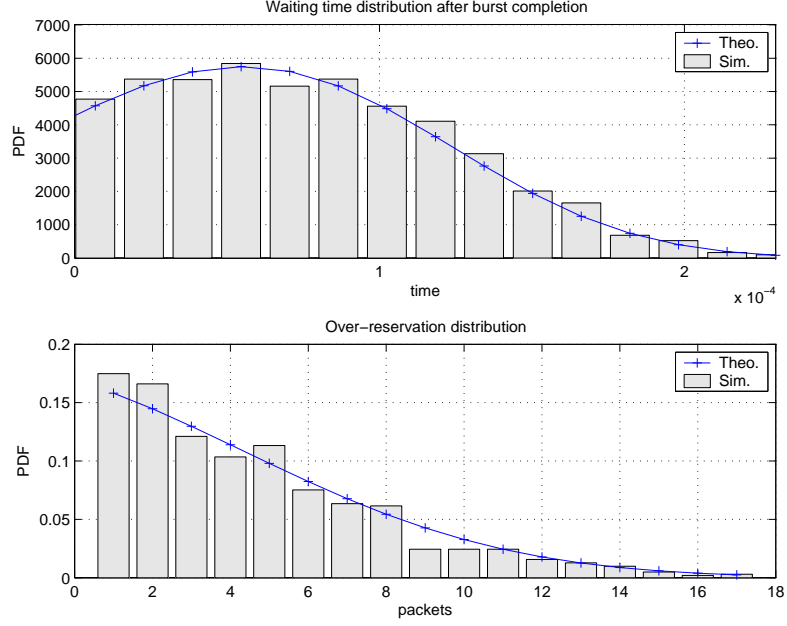 Waiting time distribution after burst completion
7000
6000
5000
4000
3000
2000
1000
0
PDF
Theo.
Sim.
0
1
2
time
x 10⁻⁴
Over−reservation distribution
0.2
0.15
0.1
0.05
0
PDF
Theo.
Sim.
0
2
4
6
8
10
12
14
16
18
packets